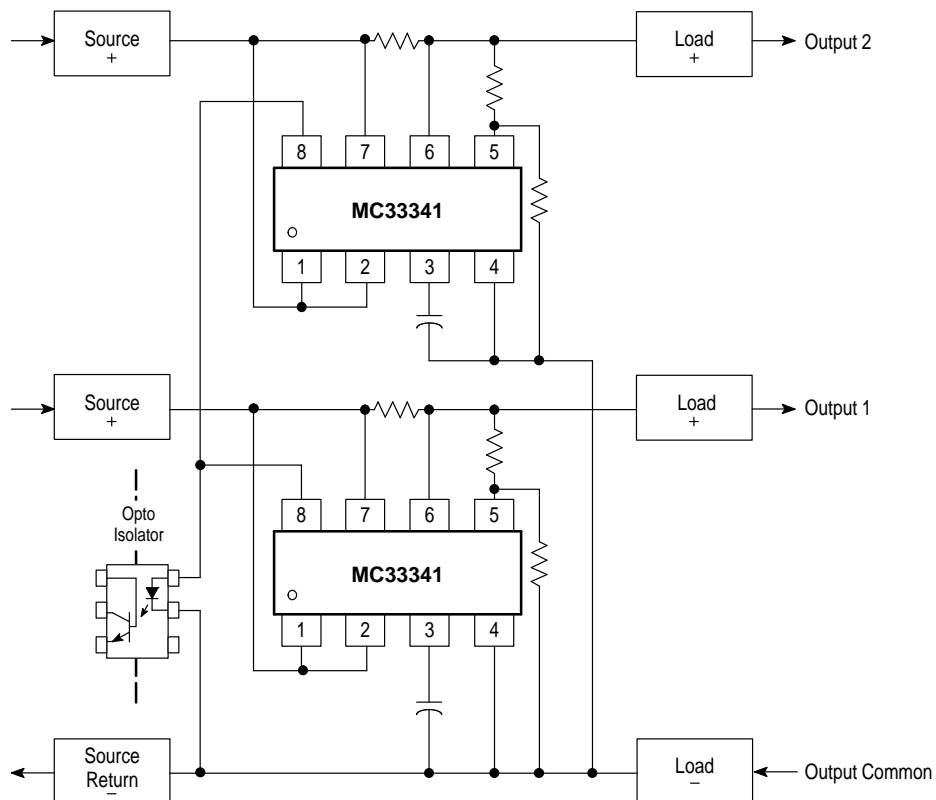 Source
+
Load
+
Output 2
8 7 6 5
MC33341
1 2 3 4
Source
+
Load
+
Output 1
Opto
Isolator
8 7 6 5
MC33341
1 2 3 4
Source
Return
–
Load
–
Output Common